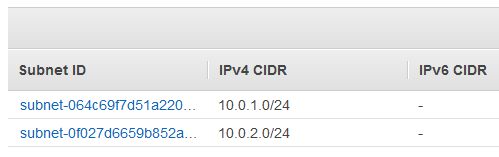 Subnet ID IPv4 CIDR IPv6 CIDR
subnet-064c69f7d51a220... 10.0.1.0/24 -
subnet-0f027d6659b852a... 10.0.2.0/24 -